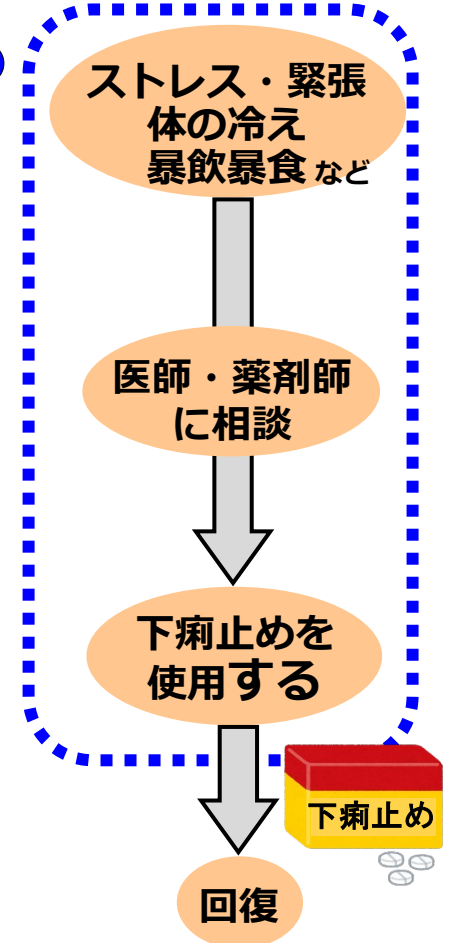 ストレス・緊張
体の冷え
暴飲暴食 など
医師・薬剤師
に相談
下痢止めを
使用する
下痢止め
回復